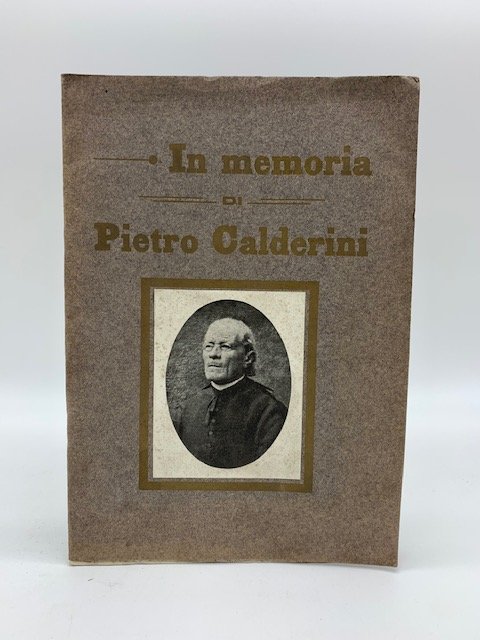 In memoria
DI
Pietro Calderini